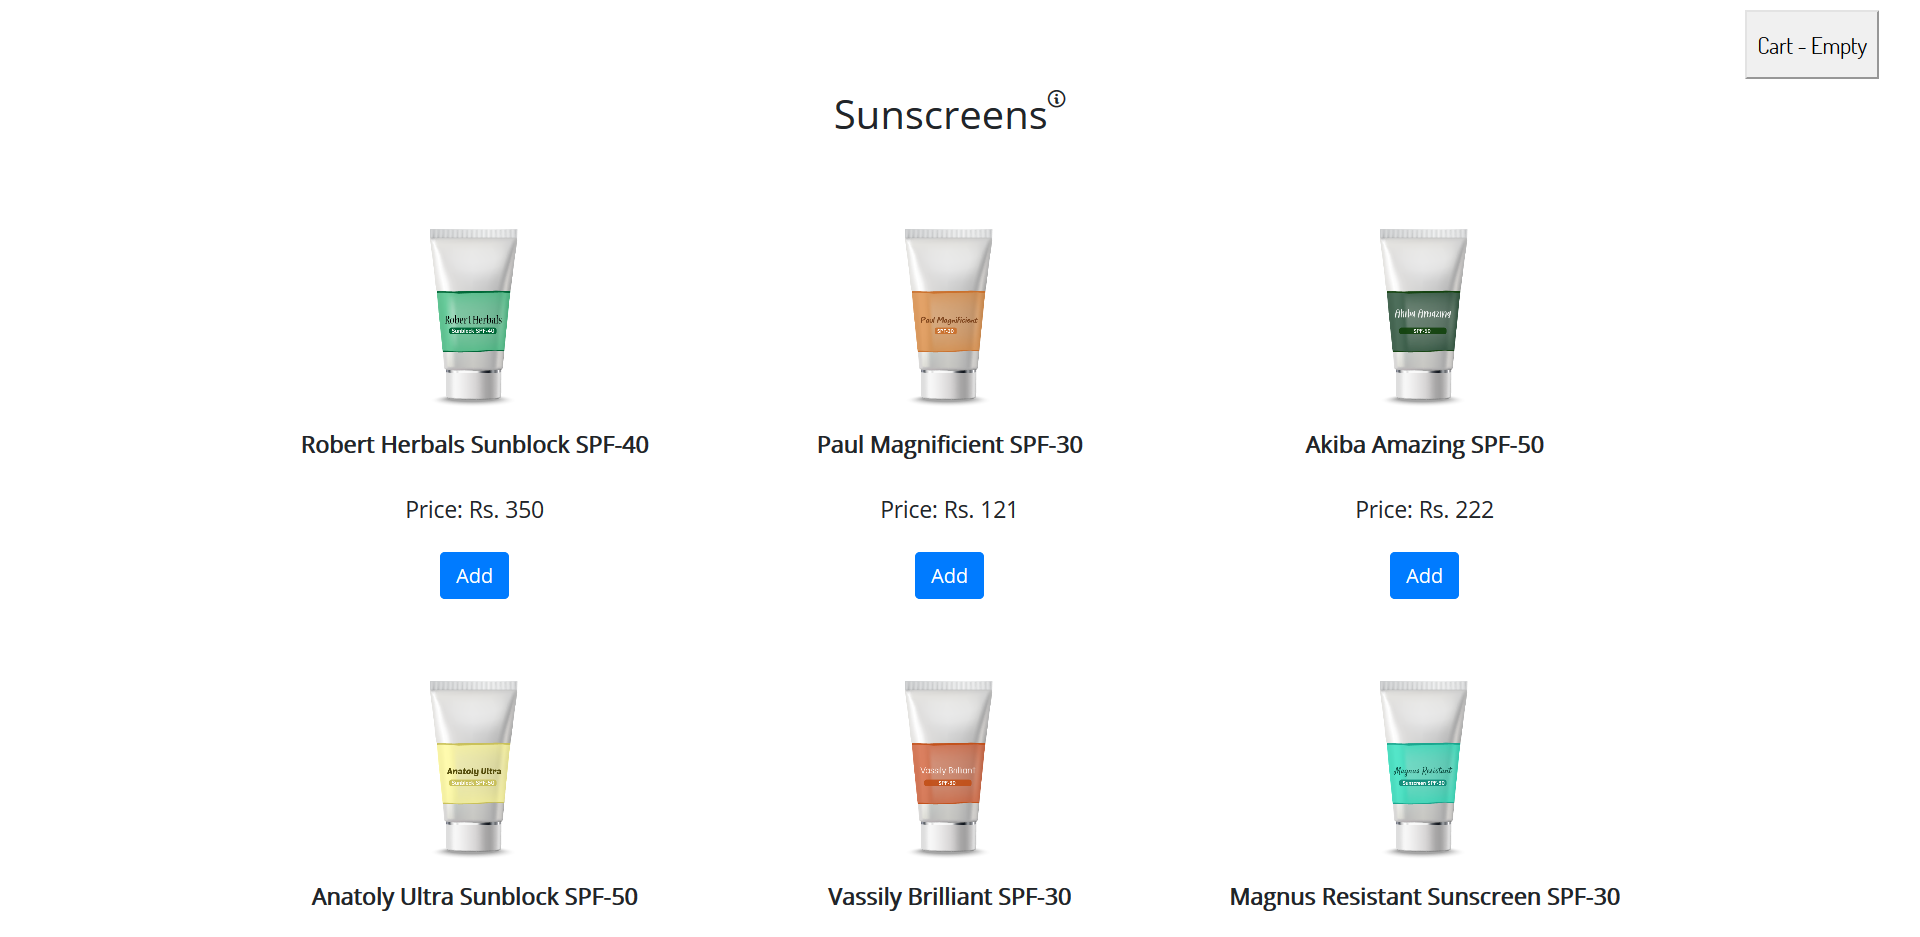 Cart - Empty
Sunscreens
Robert Herbals
Sunblock SPF-40
Paul Magnificient
SPF-30
Akiba Amazing
SPF-50
Robert Herbals Sunblock SPF-40
Paul Magnificient SPF-30
Akiba Amazing SPF-50
Price: Rs. 350
Price: Rs. 121
Price: Rs. 222
Add
Add
Add
Anatoly Ultra
Sunblock SPF-50
Vassily Briliant
SPF-30
Magnus Resistant
Sunscreen SPF-30
Anatoly Ultra Sunblock SPF-50
Vassily Brilliant SPF-30
Magnus Resistant Sunscreen SPF-30